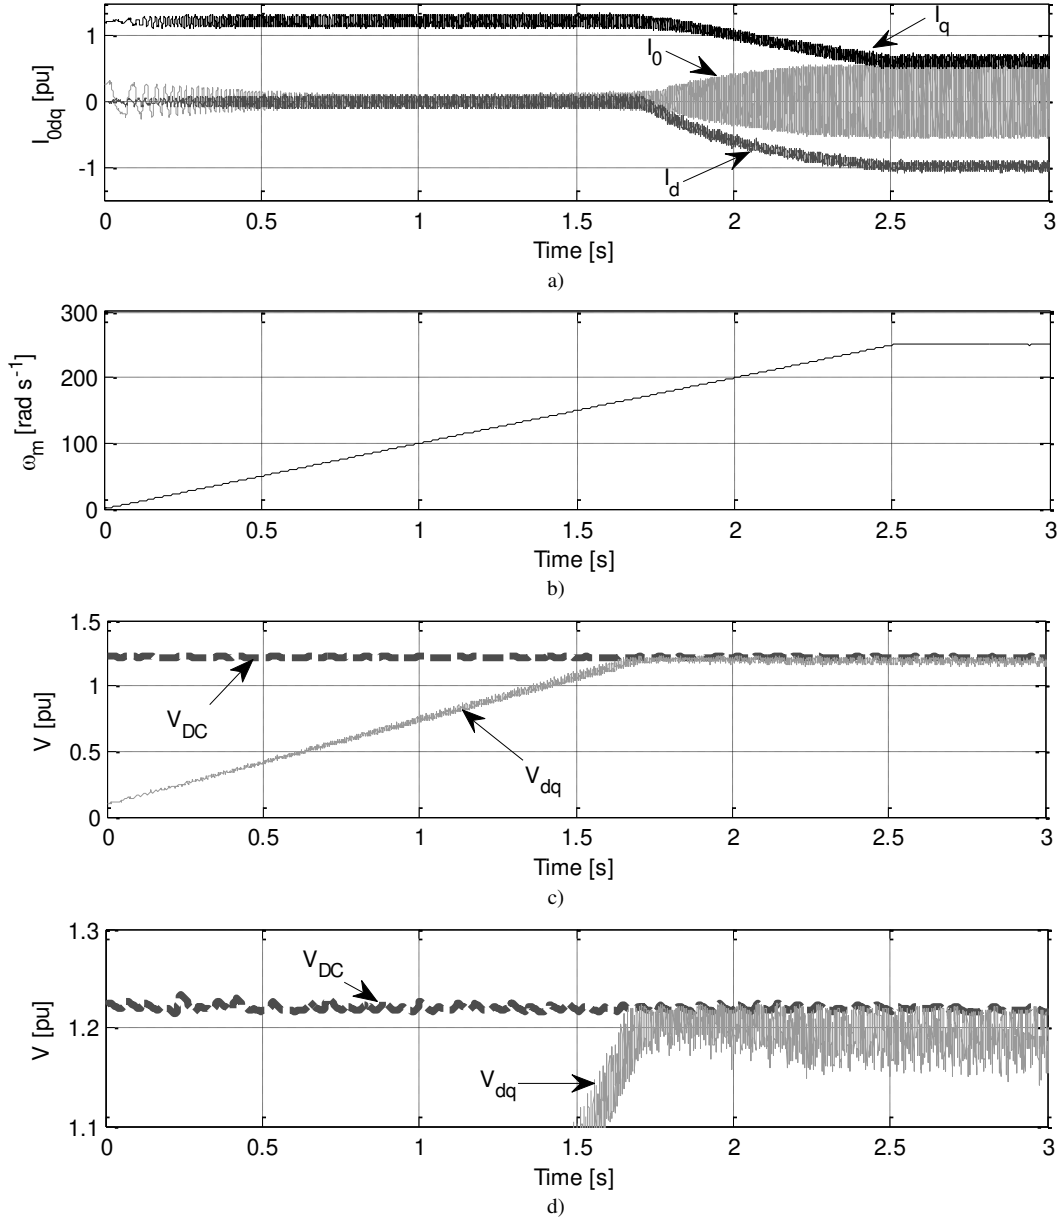 1
0
-1
I0dq [pu]
Iq
I0
Id
0 0.5 1 1.5 2 2.5 3
Time [s]
a)
300
200
100
0
ωm [rad s-1]
0 0.5 1 1.5 2 2.5 3
Time [s]
b)
1.5
1
0.5
0
V [pu]
VDC
Vdq
0 0.5 1 1.5 2 2.5 3
Time [s]
c)
1.3
1.2
1.1
V [pu]
VDC
Vdq
0 0.5 1 1.5 2 2.5 3
Time [s]
d)